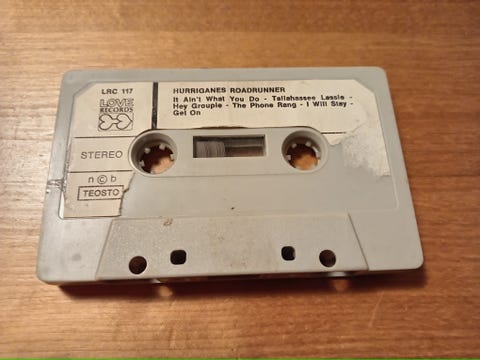 LRC 117
LOVE
RECORDS
HURRIGANES ROADRUNNER
It Ain't What You Do - Tallahassee Lassie -
Hey Groupie - The Phone Rang - I Will Stay -
Get On
STEREO
n©b
TEOSTO